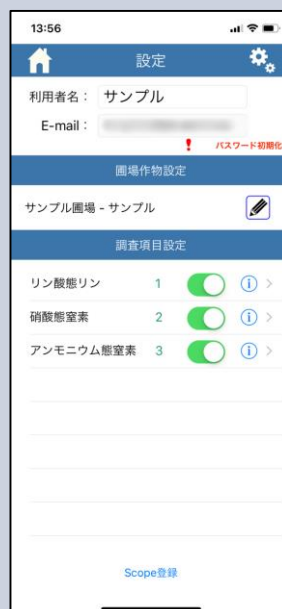 13:56
設定
利用者名： サンプル
E-mail：
パスワード初期化
圃場作物設定
サンプル圃場 - サンプル
調査項目設定
リン酸態リン 1
硝酸態窒素 2
アンモニウム態窒素 3
Scope登録